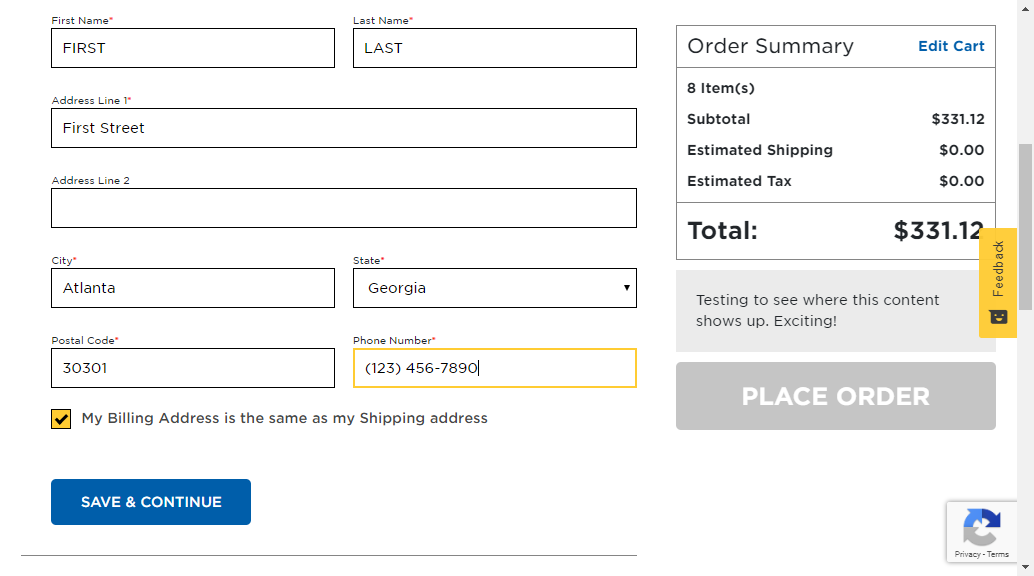 First Name*
Last Name*
FIRST
LAST
Address Line 1*
First Street
Address Line 2
City*
State*
Atlanta
Georgia
Postal Code*
Phone Number*
30301
(123) 456-7890
My Billing Address is the same as my Shipping address
SAVE & CONTINUE
Order Summary
Edit Cart
8 Item(s)
Subtotal
$331.12
Estimated Shipping
$0.00
Estimated Tax
$0.00
Total:
$331.12
Feedback
Testing to see where this content
shows up. Exciting!
PLACE ORDER
Privacy - Terms